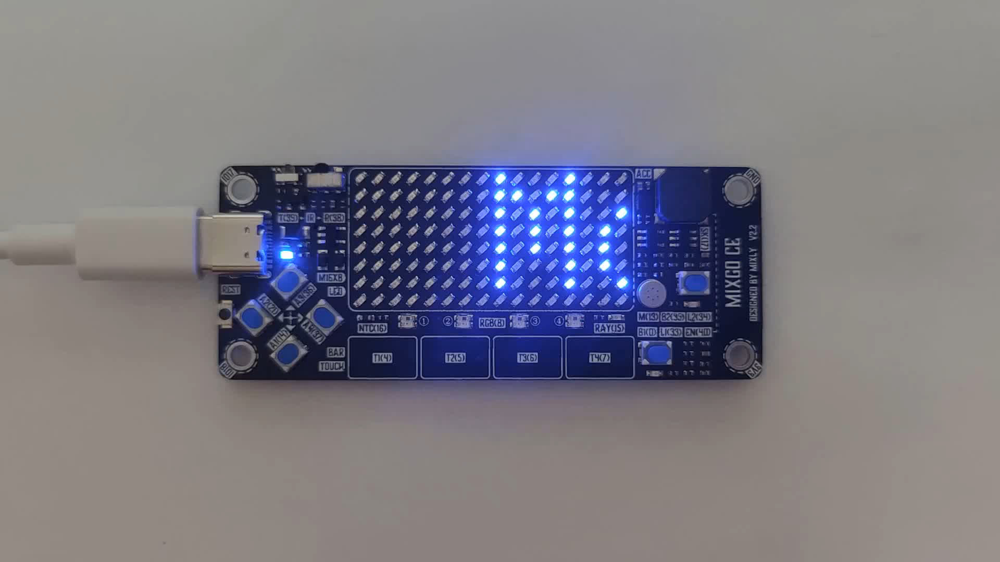 IO17
GND
ACC
T(39) IR R(38)
SK(17)
M16X8
LED
RST
A3(36)
A2(2)
A4(37)
A1(14)
MIXGO CE
DESIGNED BY MIXLY V2.2
① ② RGB(8) ③ ④
NTC(16)
RAY(15)
M(13) B2(35) L2(34)
B1(0) L1(33) EN(40)
BAR
TOUCH
T1(4) T2(5) T3(6) T4(7)
IO18
3V3
M